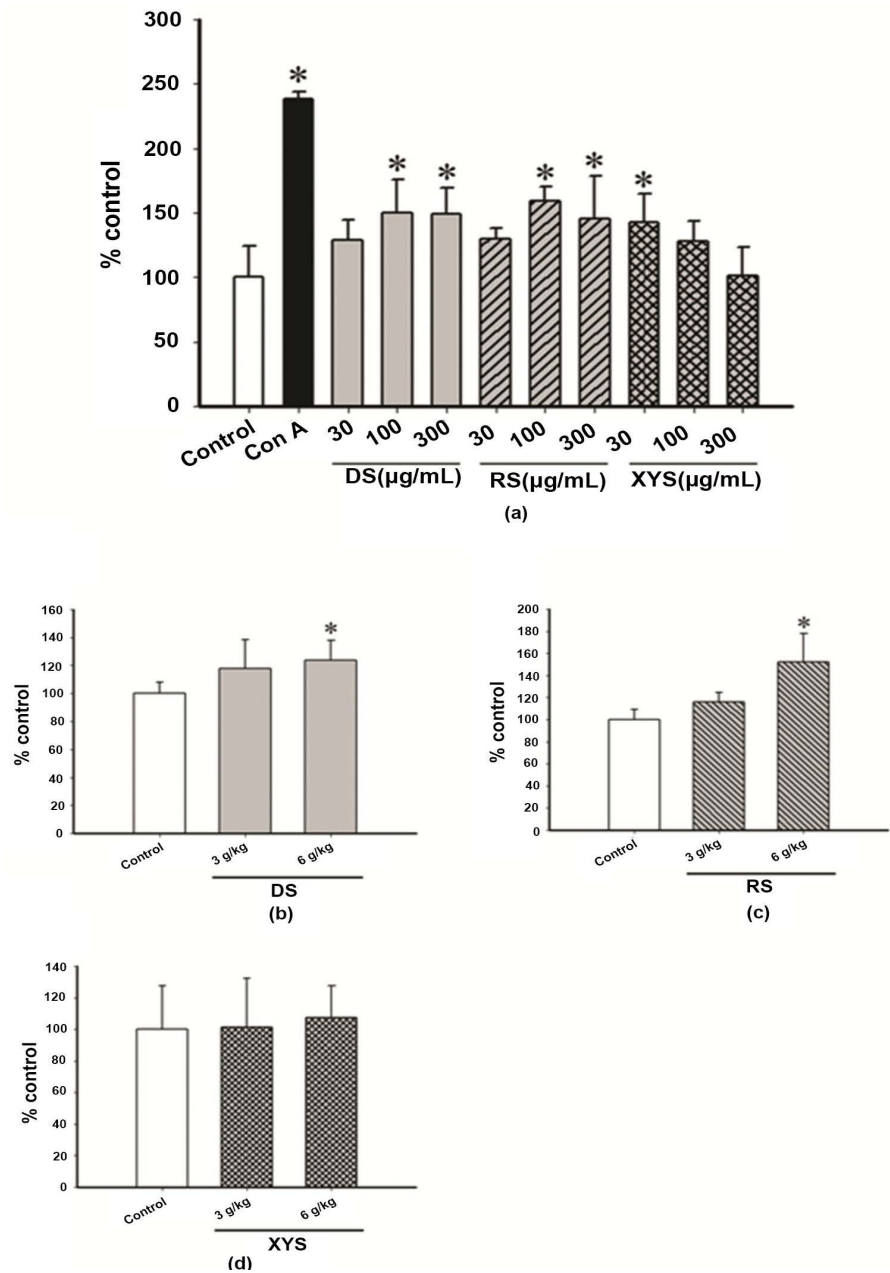 300
250
200
150
100
50
0
% control
*
*
*
*
*
*
Control
Con A
30
100
300
30
100
300
30
100
300
DS(µg/mL)
RS(µg/mL)
XYS(µg/mL)
(a)
160
140
120
100
80
60
40
20
0
% control
*
Control
3 g/kg
6 g/kg
DS
(b)
200
180
160
140
120
100
80
60
40
20
0
% control
*
Control
3 g/kg
6 g/kg
RS
(c)
140
120
100
80
60
40
20
0
% control
Control
3 g/kg
6 g/kg
XYS
(d)